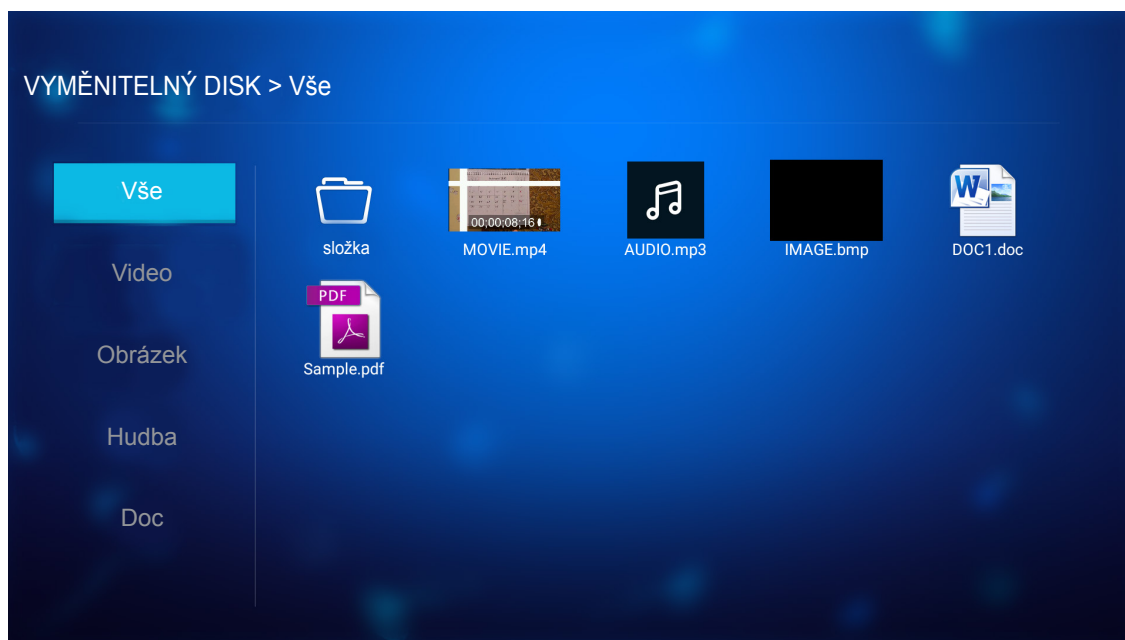 VYMĚNITELNÝ DISK > Vše
Vše
Video
Obrázek
Hudba
Doc
00;00;08;16
složka
MOVIE.mp4
AUDIO.mp3
IMAGE.bmp
W
DOC1.doc
PDF
Sample.pdf